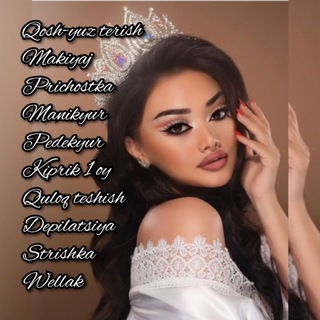 Qosh-yuz terish
Makiyaj
Prichostka
Manikyur
Pedekyur
Kiprik 1 oy
Quloq teshish
Depilatsiya
Strishka
Wellak